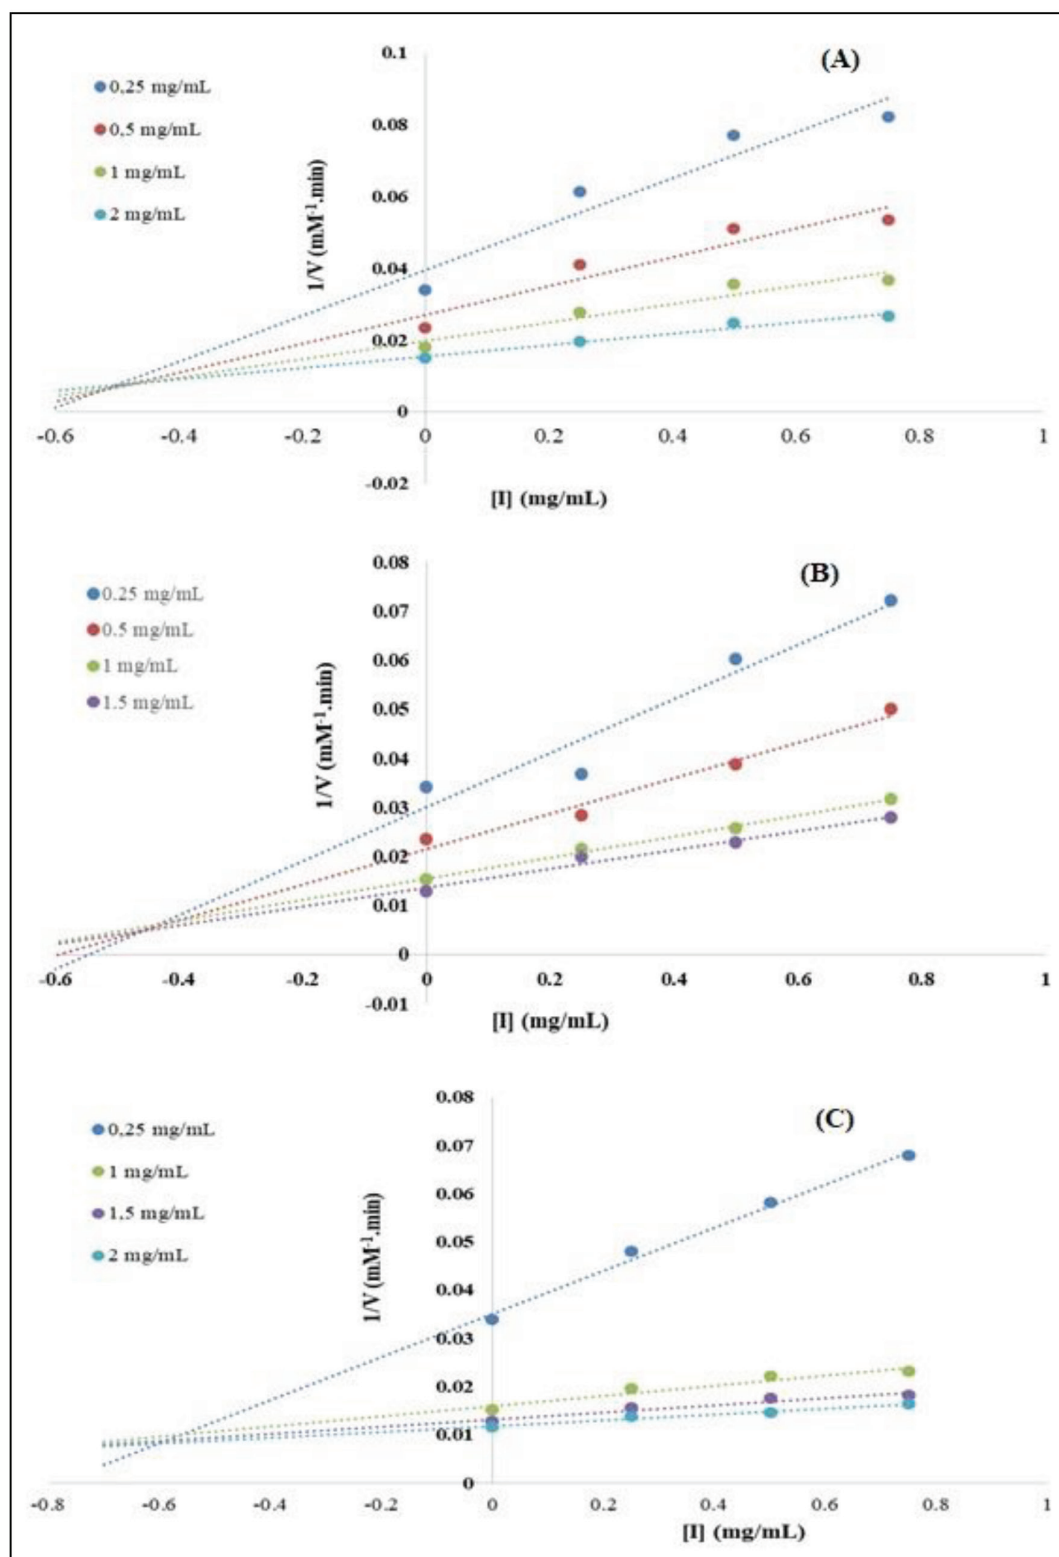 (A)
0,25 mg/mL
0,5 mg/mL
1 mg/mL
2 mg/mL
1/V (mM-1.min)
0.1
0.08
0.06
0.04
0.02
0
-0.02
-0.6 -0.4 -0.2 0 0.2 0.4 0.6 0.8 1
[I] (mg/mL)
(B)
0.25 mg/mL
0.5 mg/mL
1 mg/mL
1.5 mg/mL
1/V (mM-1.min)
0.08
0.07
0.06
0.05
0.04
0.03
0.02
0.01
0
-0.01
-0.6 -0.4 -0.2 0 0.2 0.4 0.6 0.8 1
[I] (mg/mL)
(C)
0,25 mg/mL
1 mg/mL
1,5 mg/mL
2 mg/mL
1/V (mM-1.min)
0.08
0.07
0.06
0.05
0.04
0.03
0.02
0.01
0
-0.8 -0.6 -0.4 -0.2 0 0.2 0.4 0.6 0.8 1
[I] (mg/mL)